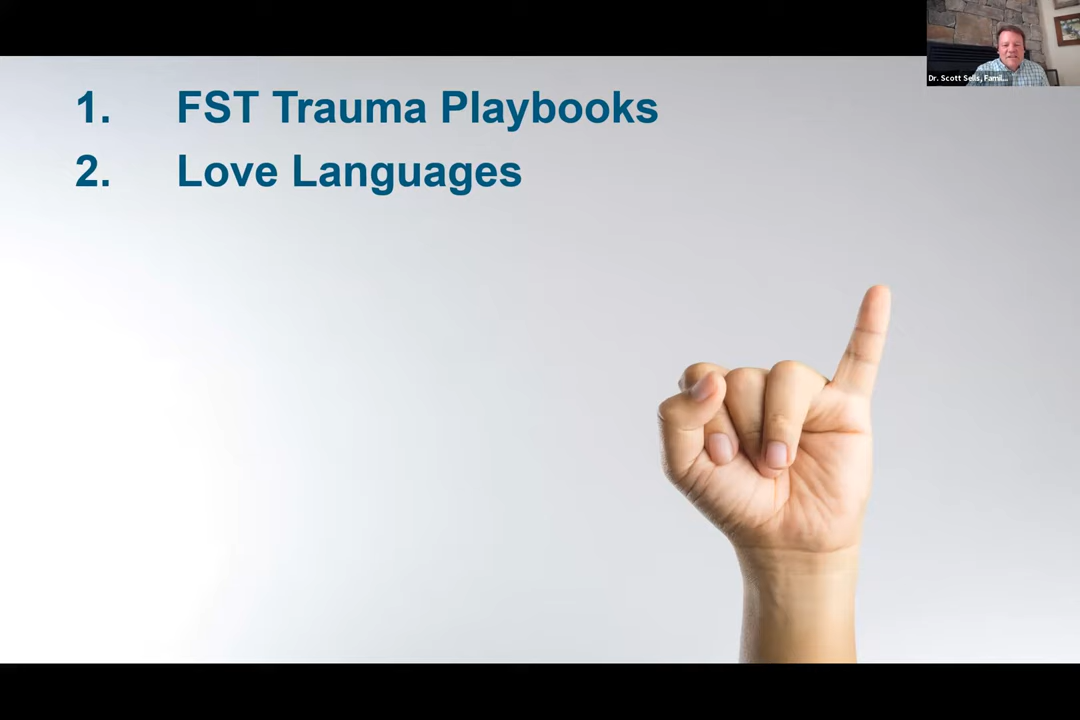 1. FST Trauma Playbooks
2. Love Languages
Dr. Scott Sells, Famil...